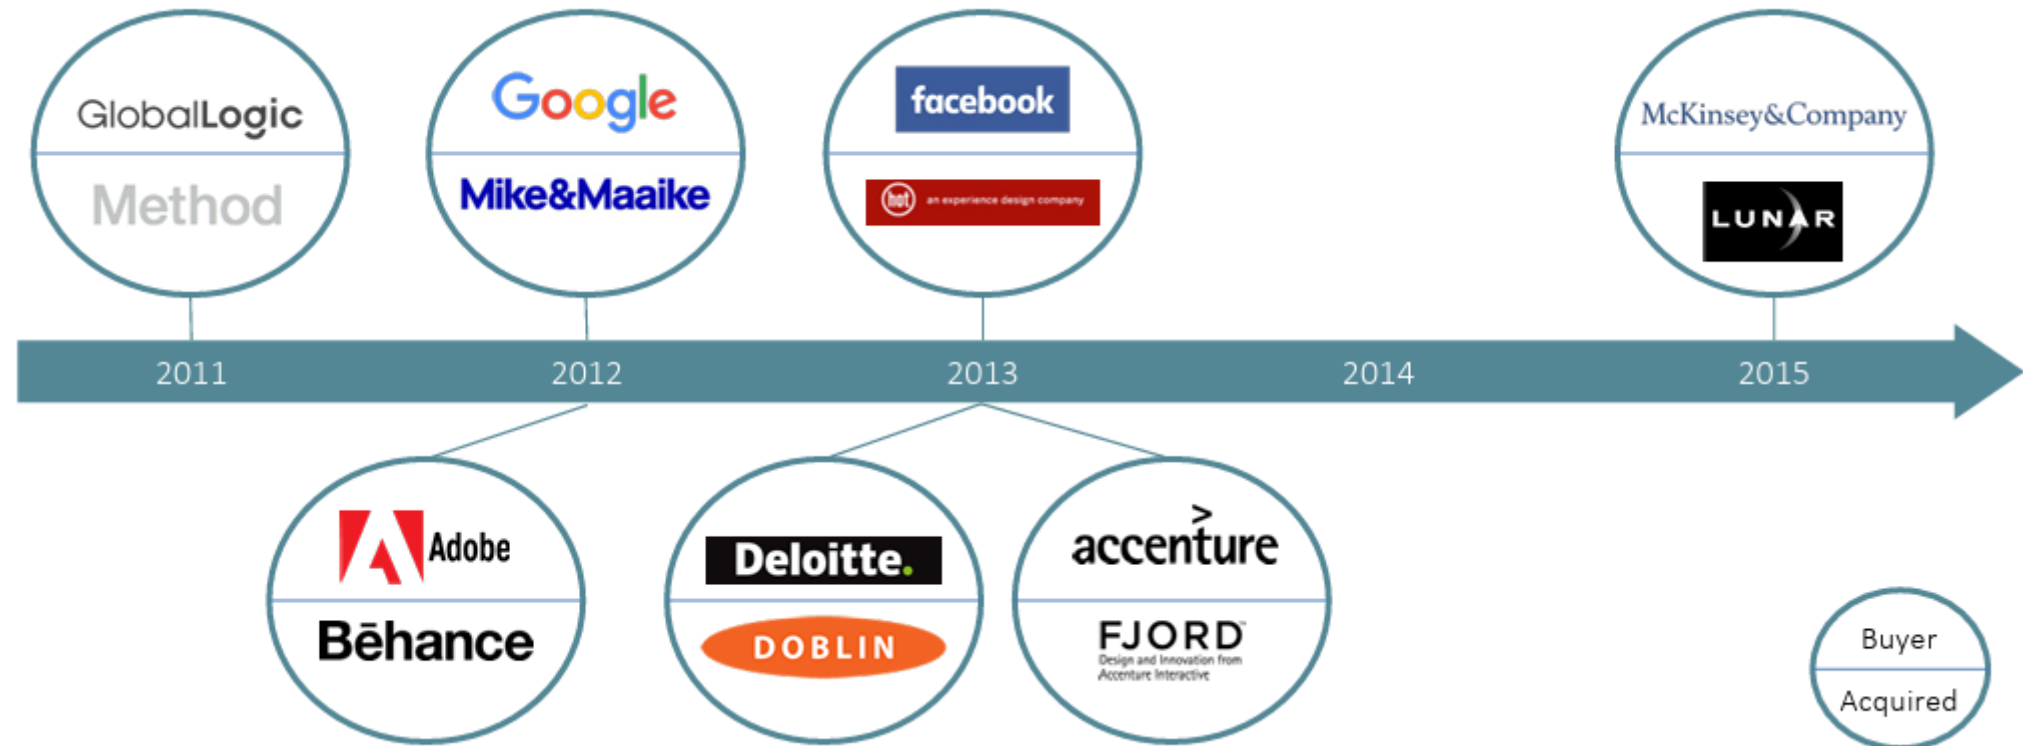 GlobalLogic
Method
Google
Mike&Maaike
facebook
hot an experience design company
McKinsey&Company
LUNAR
2011 2012 2013 2014 2015
Adobe
Bēhance
Deloitte.
DOBLIN
accenture
FJORD™
Design and Innovation from
Accenture Interactive
Buyer
Acquired